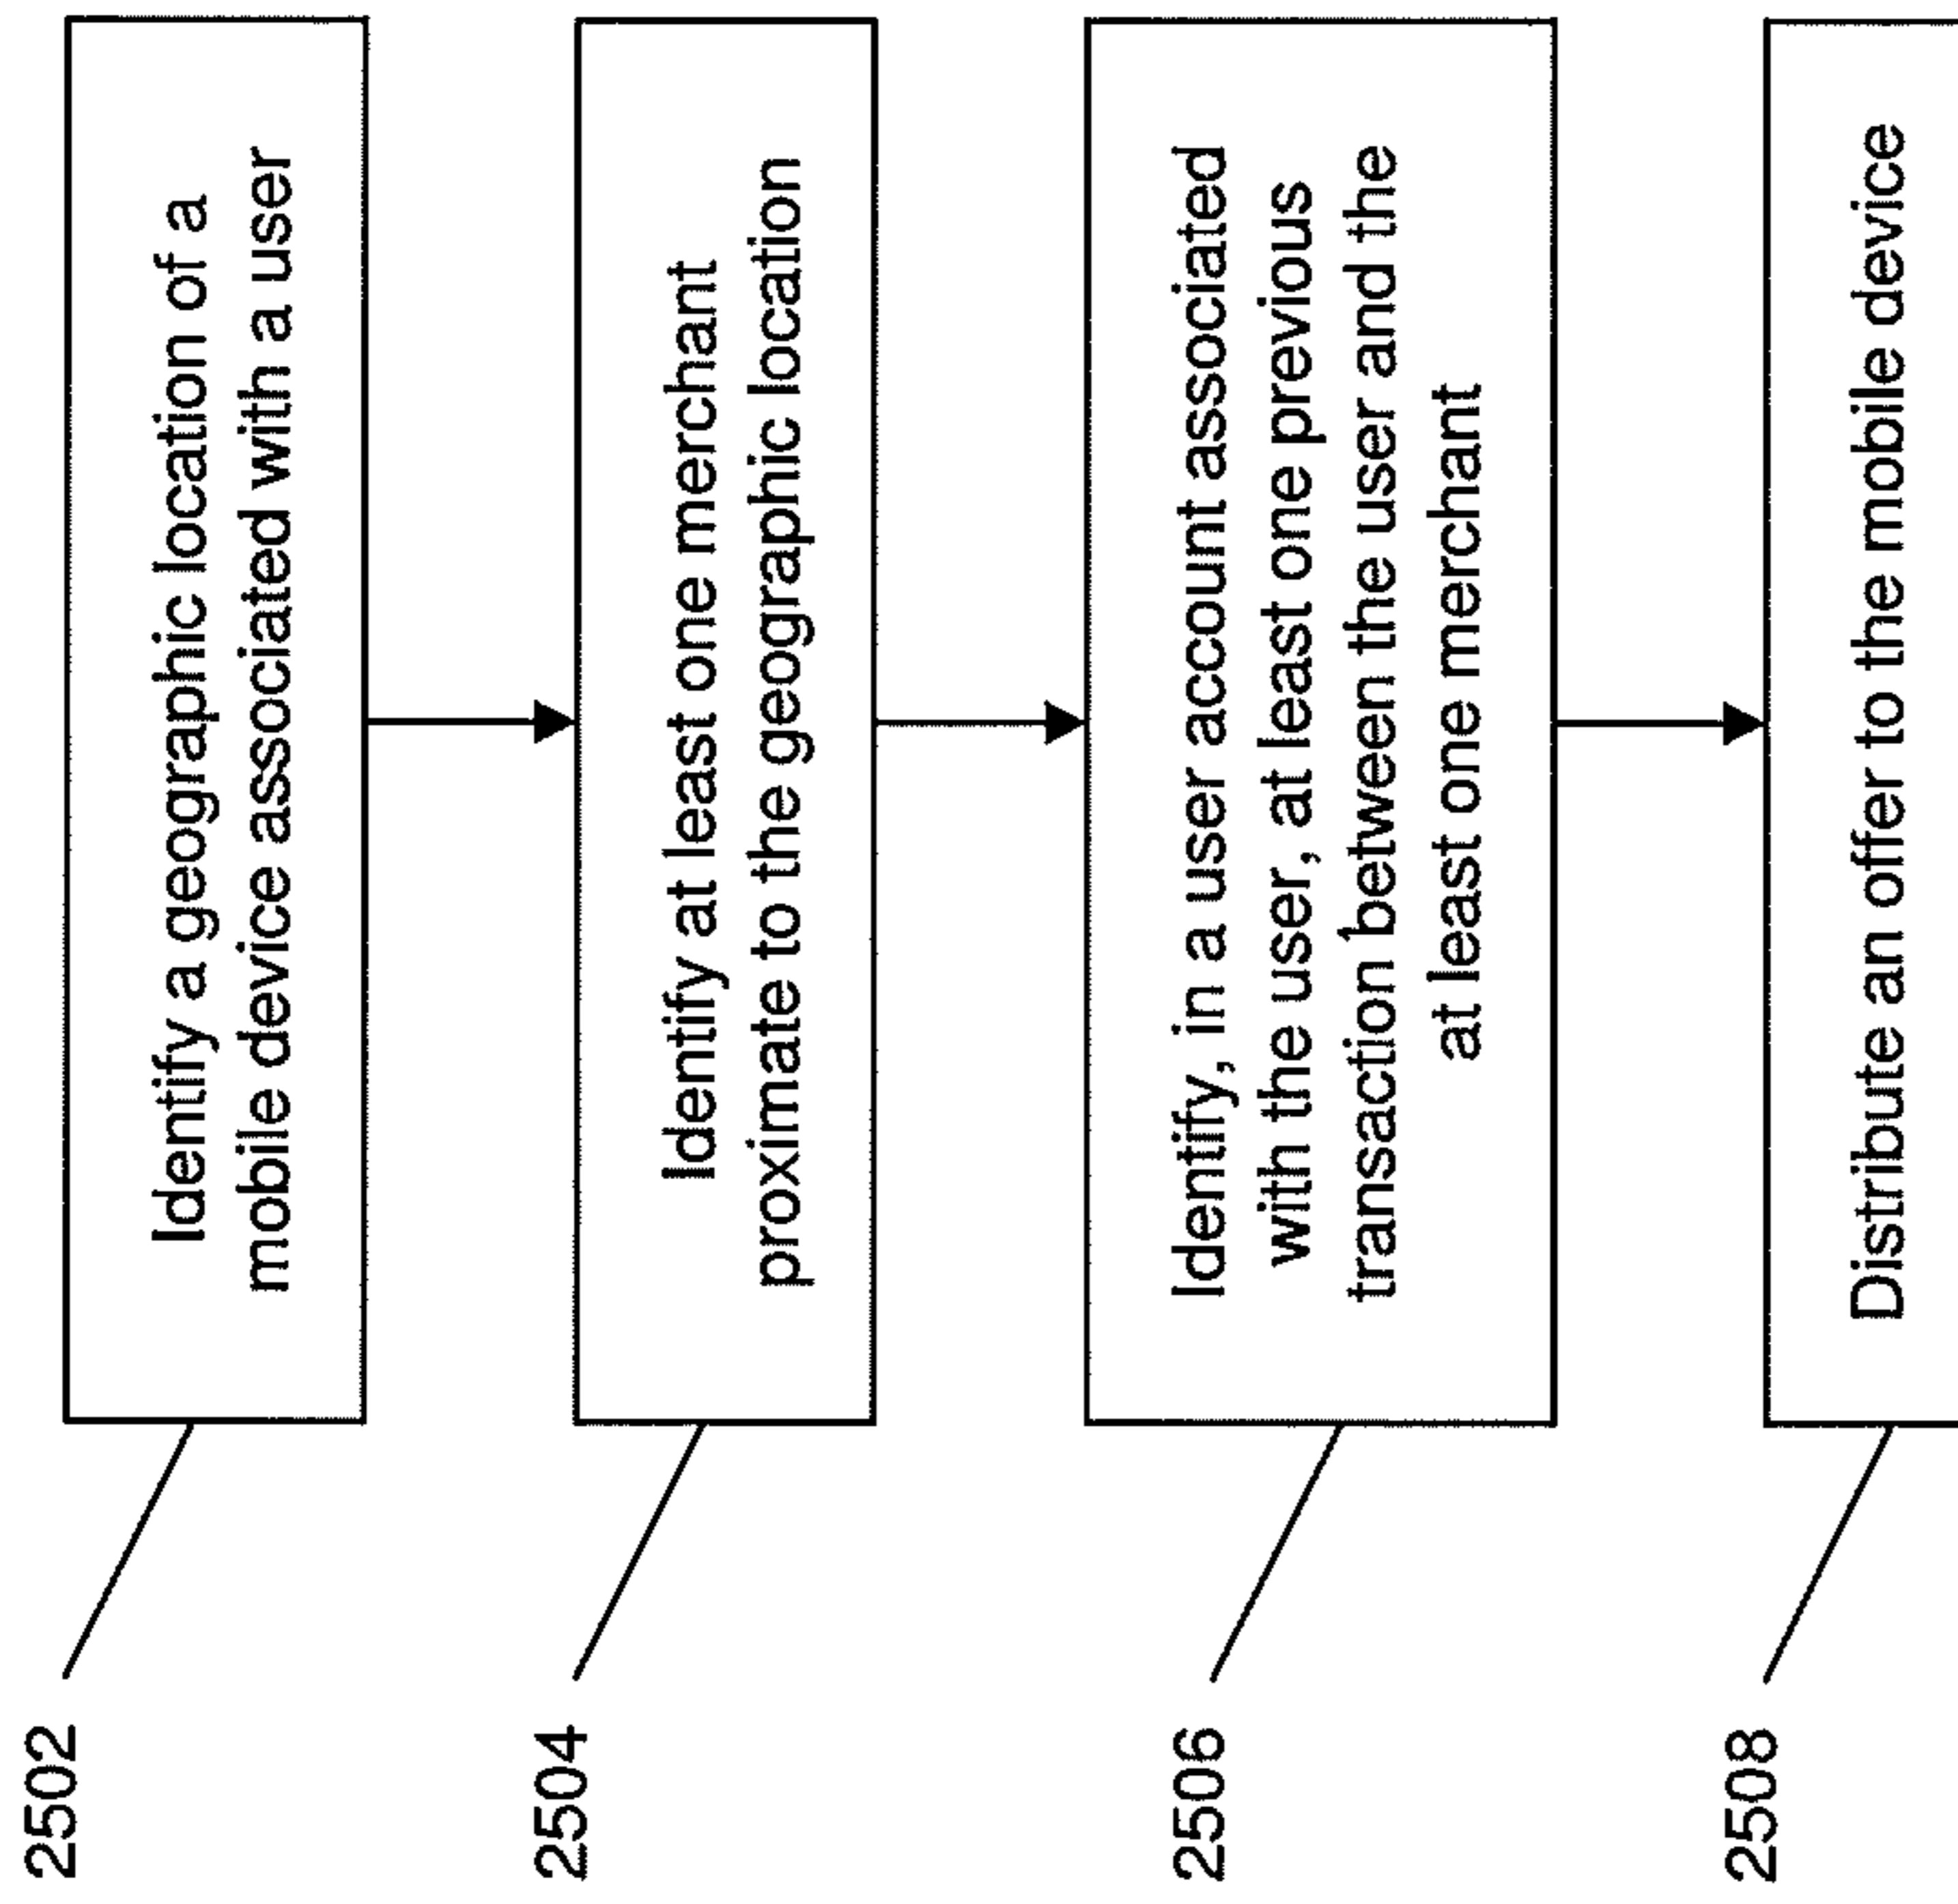 2502
Identify a geographic location of a
mobile device associated with a user
2504
Identify at least one merchant
proximate to the geographic location
2506
Identify, in a user account associated
with the user, at least one previous
transaction between the user and the
at least one merchant
2508
Distribute an offer to the mobile device